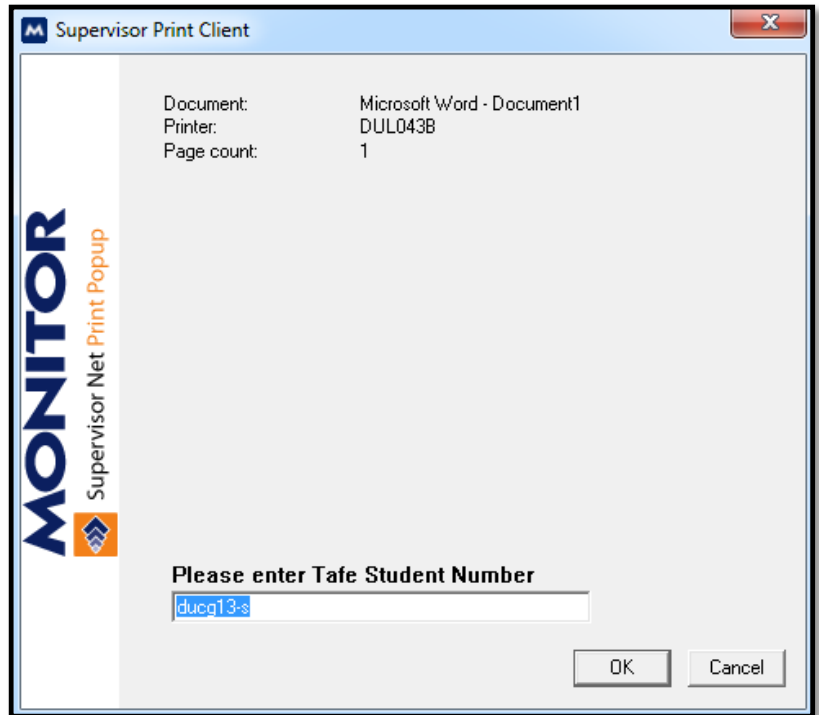 Supervisor Print Client
Document: Microsoft Word - Document1
Printer: DUL043B
Page count: 1
MONITOR
Supervisor Net Print Popup
Please enter Tafe Student Number
ducg13-s
OK Cancel